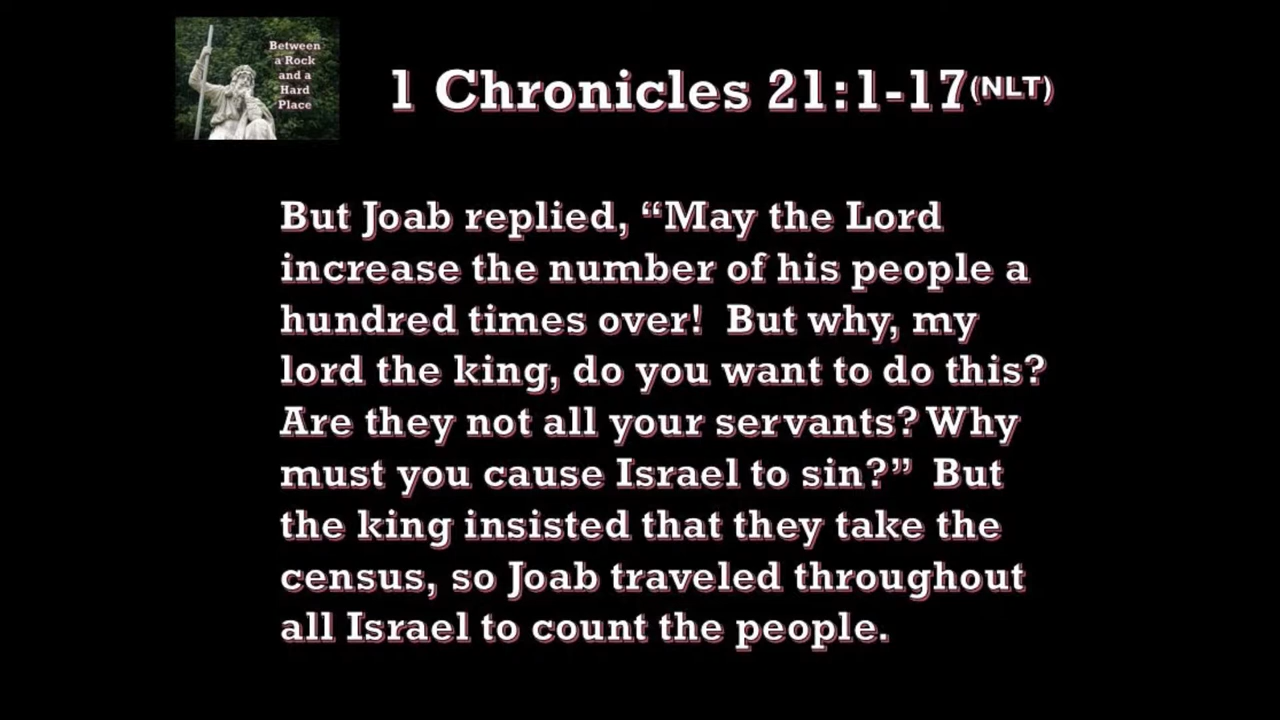 Between
a Rock
and a
Hard
Place
1 Chronicles 21:1-17(NLT)
But Joab replied, “May the Lord
increase the number of his people a
hundred times over!  But why, my
lord the king, do you want to do this?
Are they not all your servants? Why
must you cause Israel to sin?”  But
the king insisted that they take the
census, so Joab traveled throughout
all Israel to count the people.